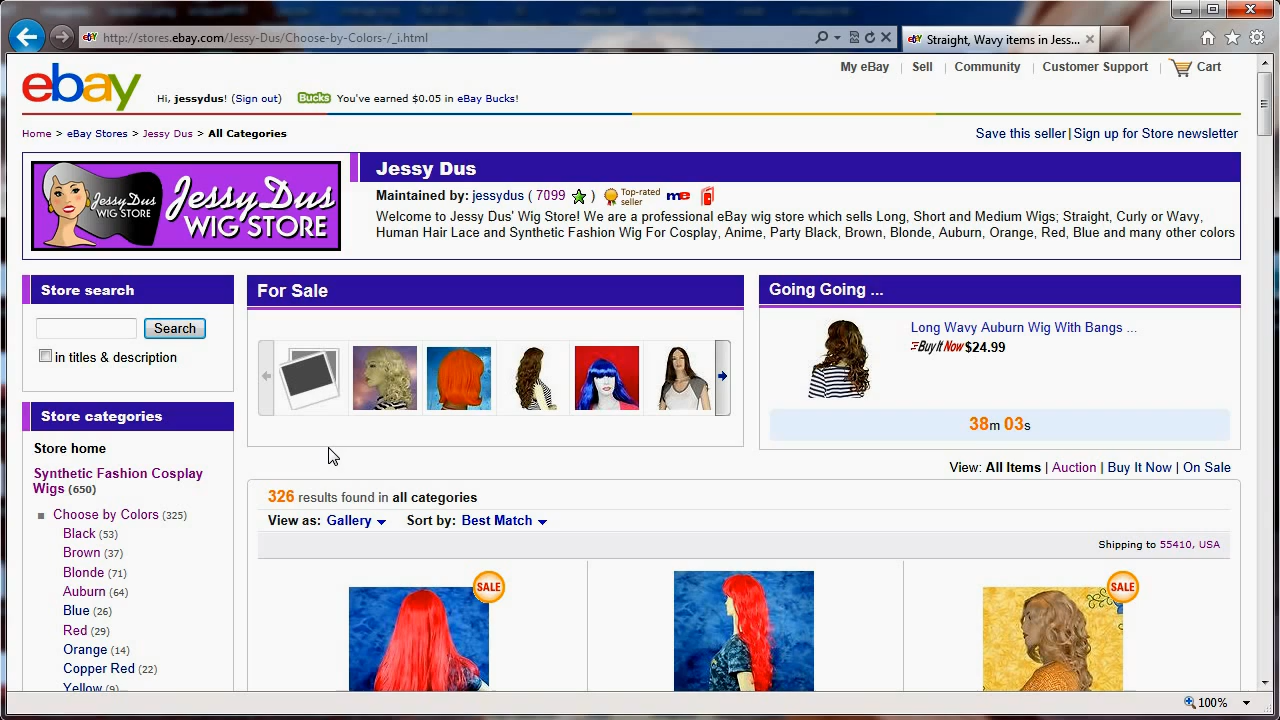 http://stores.ebay.com/Jessy-Dus/Choose-by-Colors-/_i.html
ebY Straight, Wavy items in Jess...
My eBay | Sell | Community | Customer Support | Cart
ebay
Hi, jessydus! (Sign out) Bucks You've earned $0.05 in eBay Bucks!
Home > eBay Stores > Jessy Dus > All Categories
Save this seller | Sign up for Store newsletter
JessyDus
WIG STORE
JessyDus
WIG STORE
Jessy Dus
Maintained by: jessydus ( 7099 ) Top-rated seller me
Welcome to Jessy Dus' Wig Store! We are a professional eBay wig store which sells Long, Short and Medium Wigs; Straight, Curly or Wavy,
Human Hair Lace and Synthetic Fashion Wig For Cosplay, Anime, Party Black, Brown, Blonde, Auburn, Orange, Red, Blue and many other colors
Store search
Search
in titles & description
For Sale
Going Going ...
Long Wavy Auburn Wig With Bangs ...
Buy It Now $24.99
38m 03s
Store categories
Store home
Synthetic Fashion Cosplay
Wigs (650)
Choose by Colors (325)
Black (53)
Brown (37)
Blonde (71)
Auburn (64)
Blue (26)
Red (29)
Orange (14)
Copper Red (22)
Yellow (9)...
View: All Items | Auction | Buy It Now | On Sale
326 results found in all categories
View as: Gallery Sort by: Best Match
Shipping to 55410, USA
SALE
SALE
100%